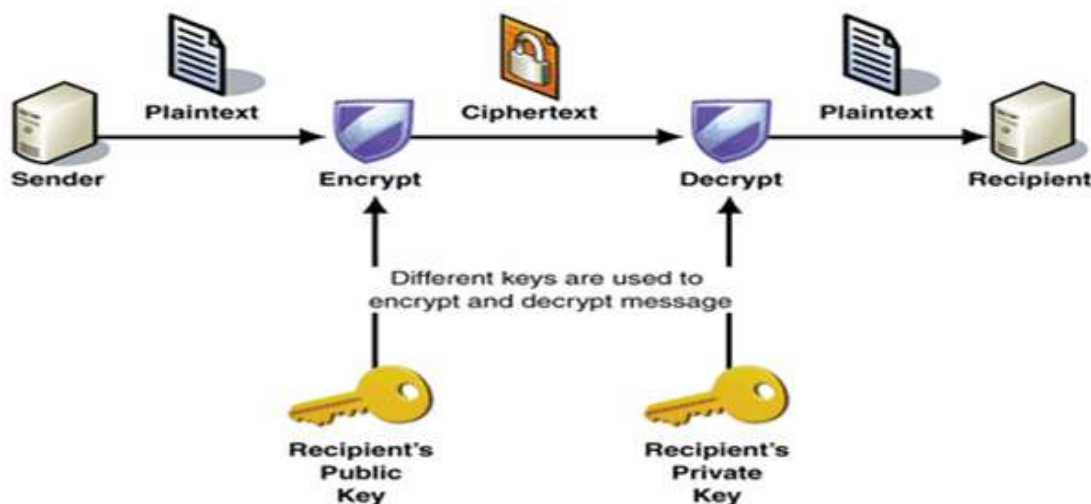 Plaintext
Ciphertext
Plaintext
Sender
Encrypt
Decrypt
Recipient
Different keys are used to
encrypt and decrypt message
Recipient's
Public
Key
Recipient's
Private
Key